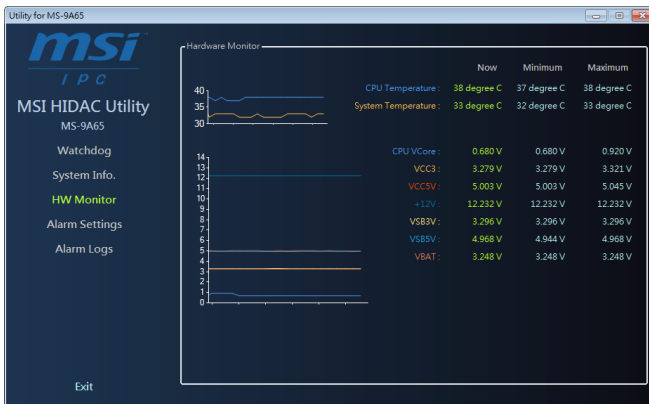 Utility for MS-9A65
msi
IPC
MSI HIDAC Utility
MS-9A65
Watchdog
System Info.
HW Monitor
Alarm Settings
Alarm Logs
Exit
Hardware Monitor
Now Minimum Maximum
40
35
30
CPU Temperature : 38 degree C 37 degree C 38 degree C
System Temperature : 33 degree C 32 degree C 33 degree C
14
13
12
11
10
9
8
7
6
5
4
3
2
1
0
CPU VCore : 0.680 V 0.680 V 0.920 V
VCC3 : 3.279 V 3.279 V 3.321 V
VCC5V : 5.003 V 5.003 V 5.045 V
+12V : 12.232 V 12.232 V 12.232 V
VSB3V : 3.296 V 3.296 V 3.296 V
VSB5V : 4.968 V 4.944 V 4.968 V
VBAT : 3.248 V 3.248 V 3.248 V